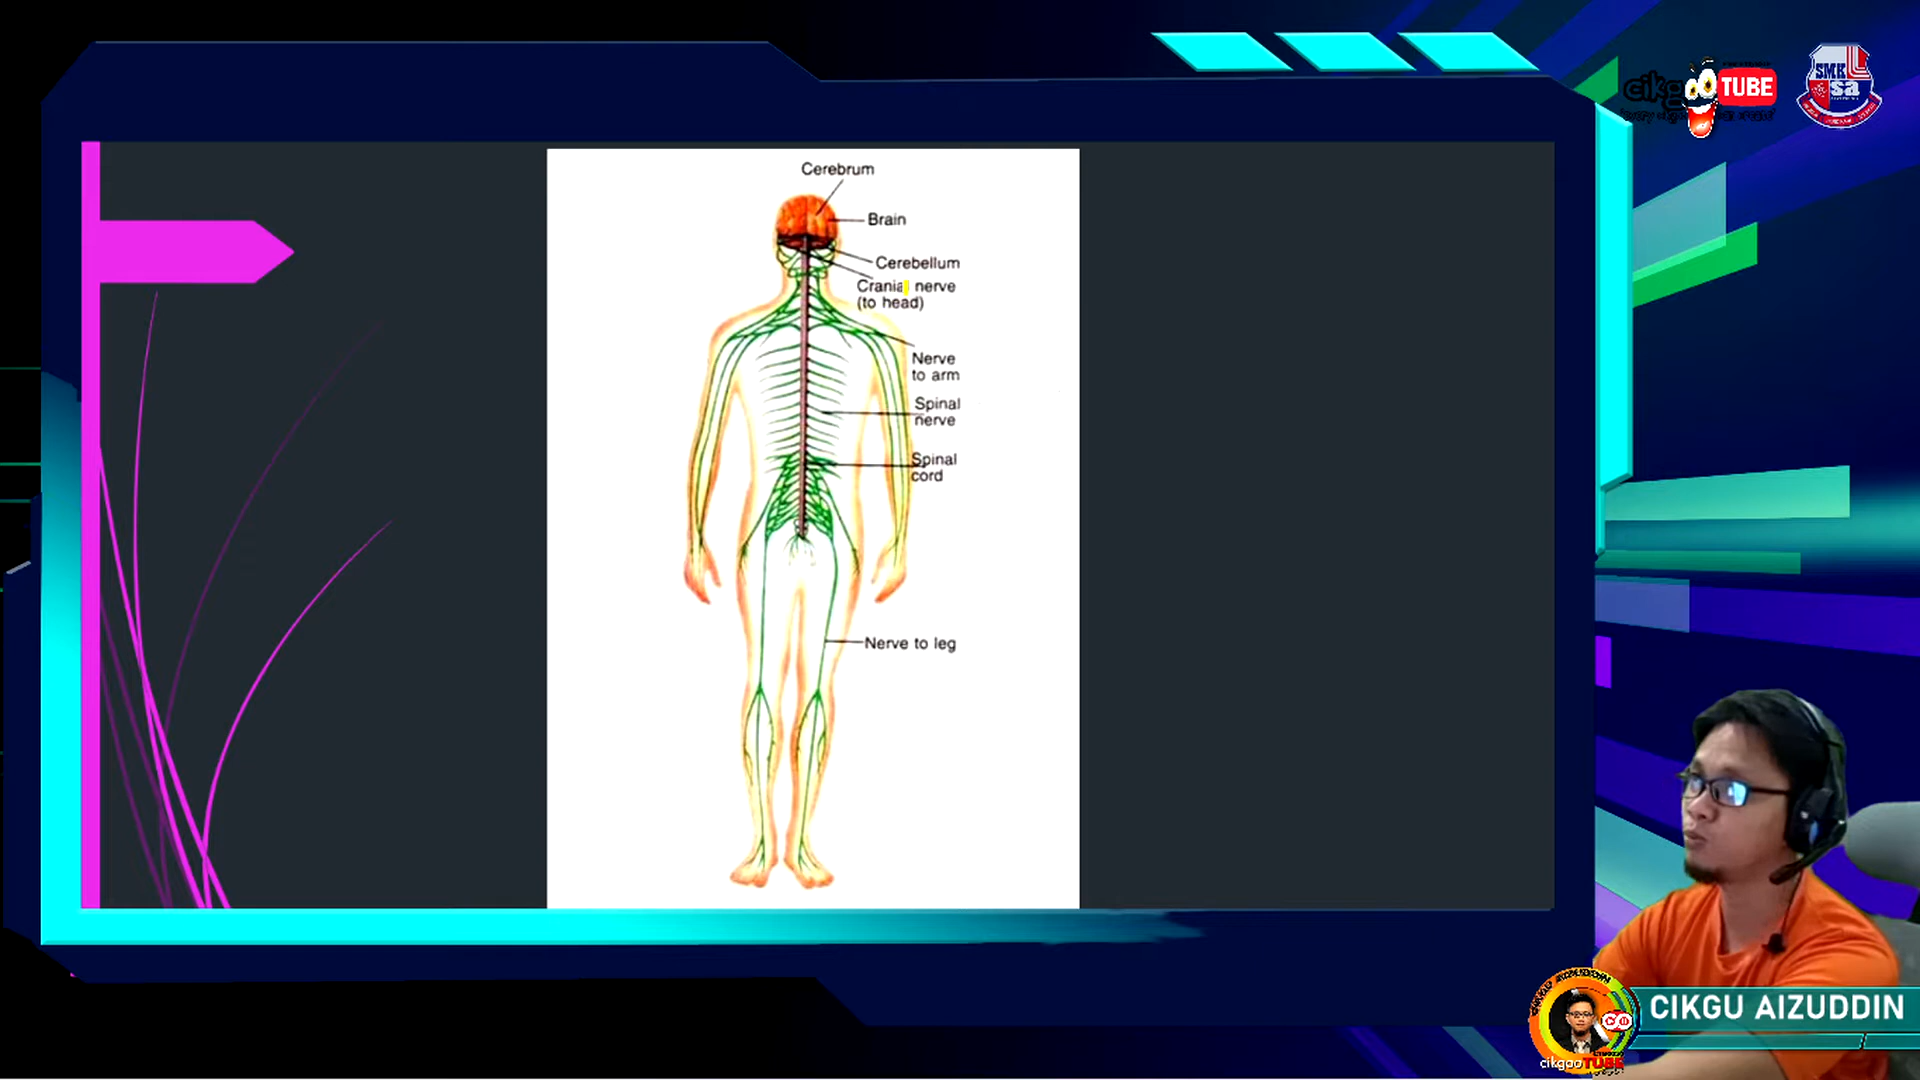 cikgoo TUBE
SMK
sa
Cerebrum
Brain
Cerebellum
Cranial nerve
(to head)
Nerve
to arm
Spinal
nerve
Spinal
cord
Nerve to leg
CIKGU AIZUDDIN
cikgooTUBE